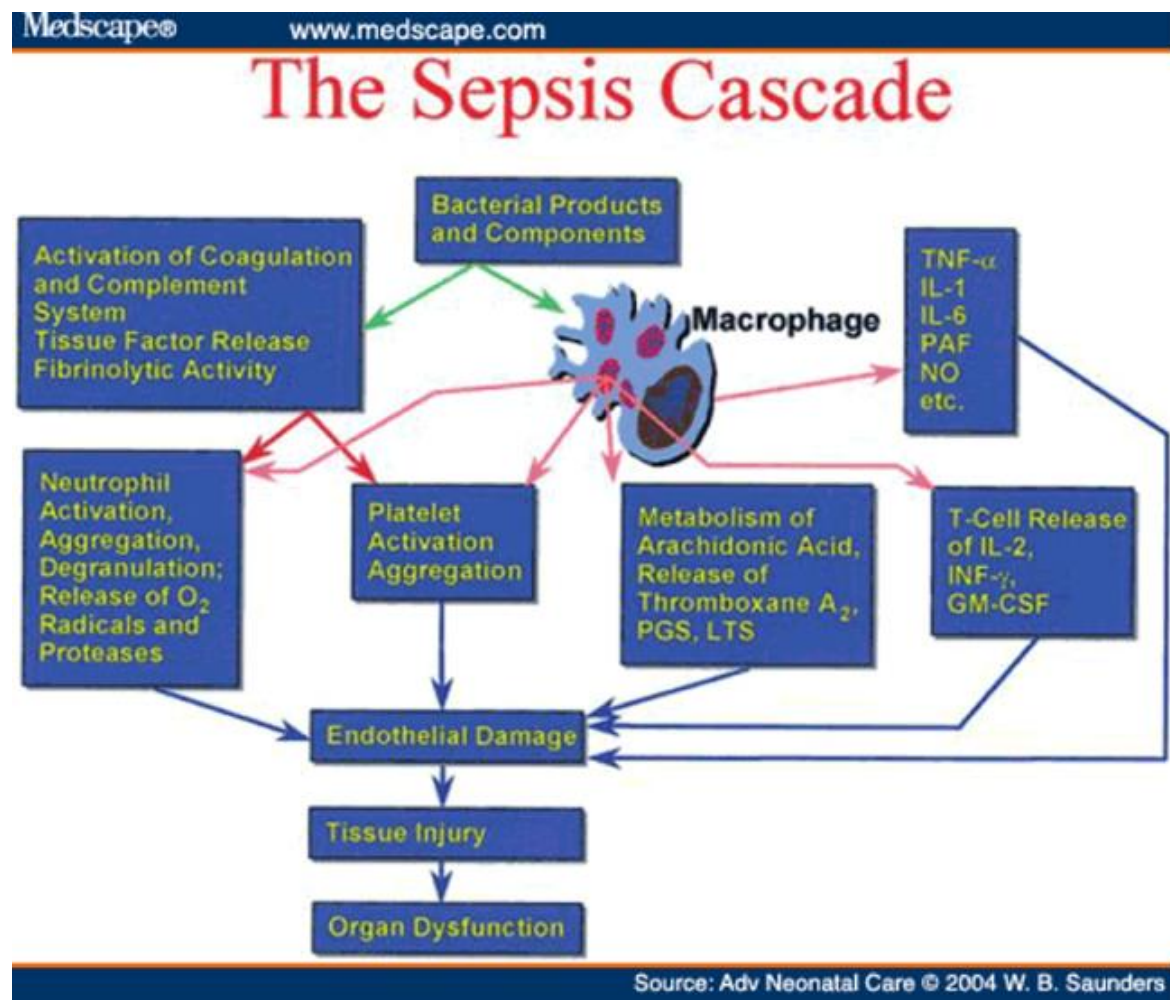 Medscape® www.medscape.com
The Sepsis Cascade
Bacterial Products
and Components
Activation of Coagulation
and Complement
System
Tissue Factor Release
Fibrinolytic Activity
Macrophage
TNF-α
IL-1
IL-6
PAF
NO
etc.
Neutrophil
Activation,
Aggregation,
Degranulation;
Release of O₂
Radicals and
Proteases
Platelet
Activation
Aggregation
Metabolism of
Arachidonic Acid,
Release of
Thromboxane A₂,
PGS, LTS
T-Cell Release
of IL-2,
INF-γ,
GM-CSF
Endothelial Damage
Tissue Injury
Organ Dysfunction
Source: Adv Neonatal Care © 2004 W. B. Saunders